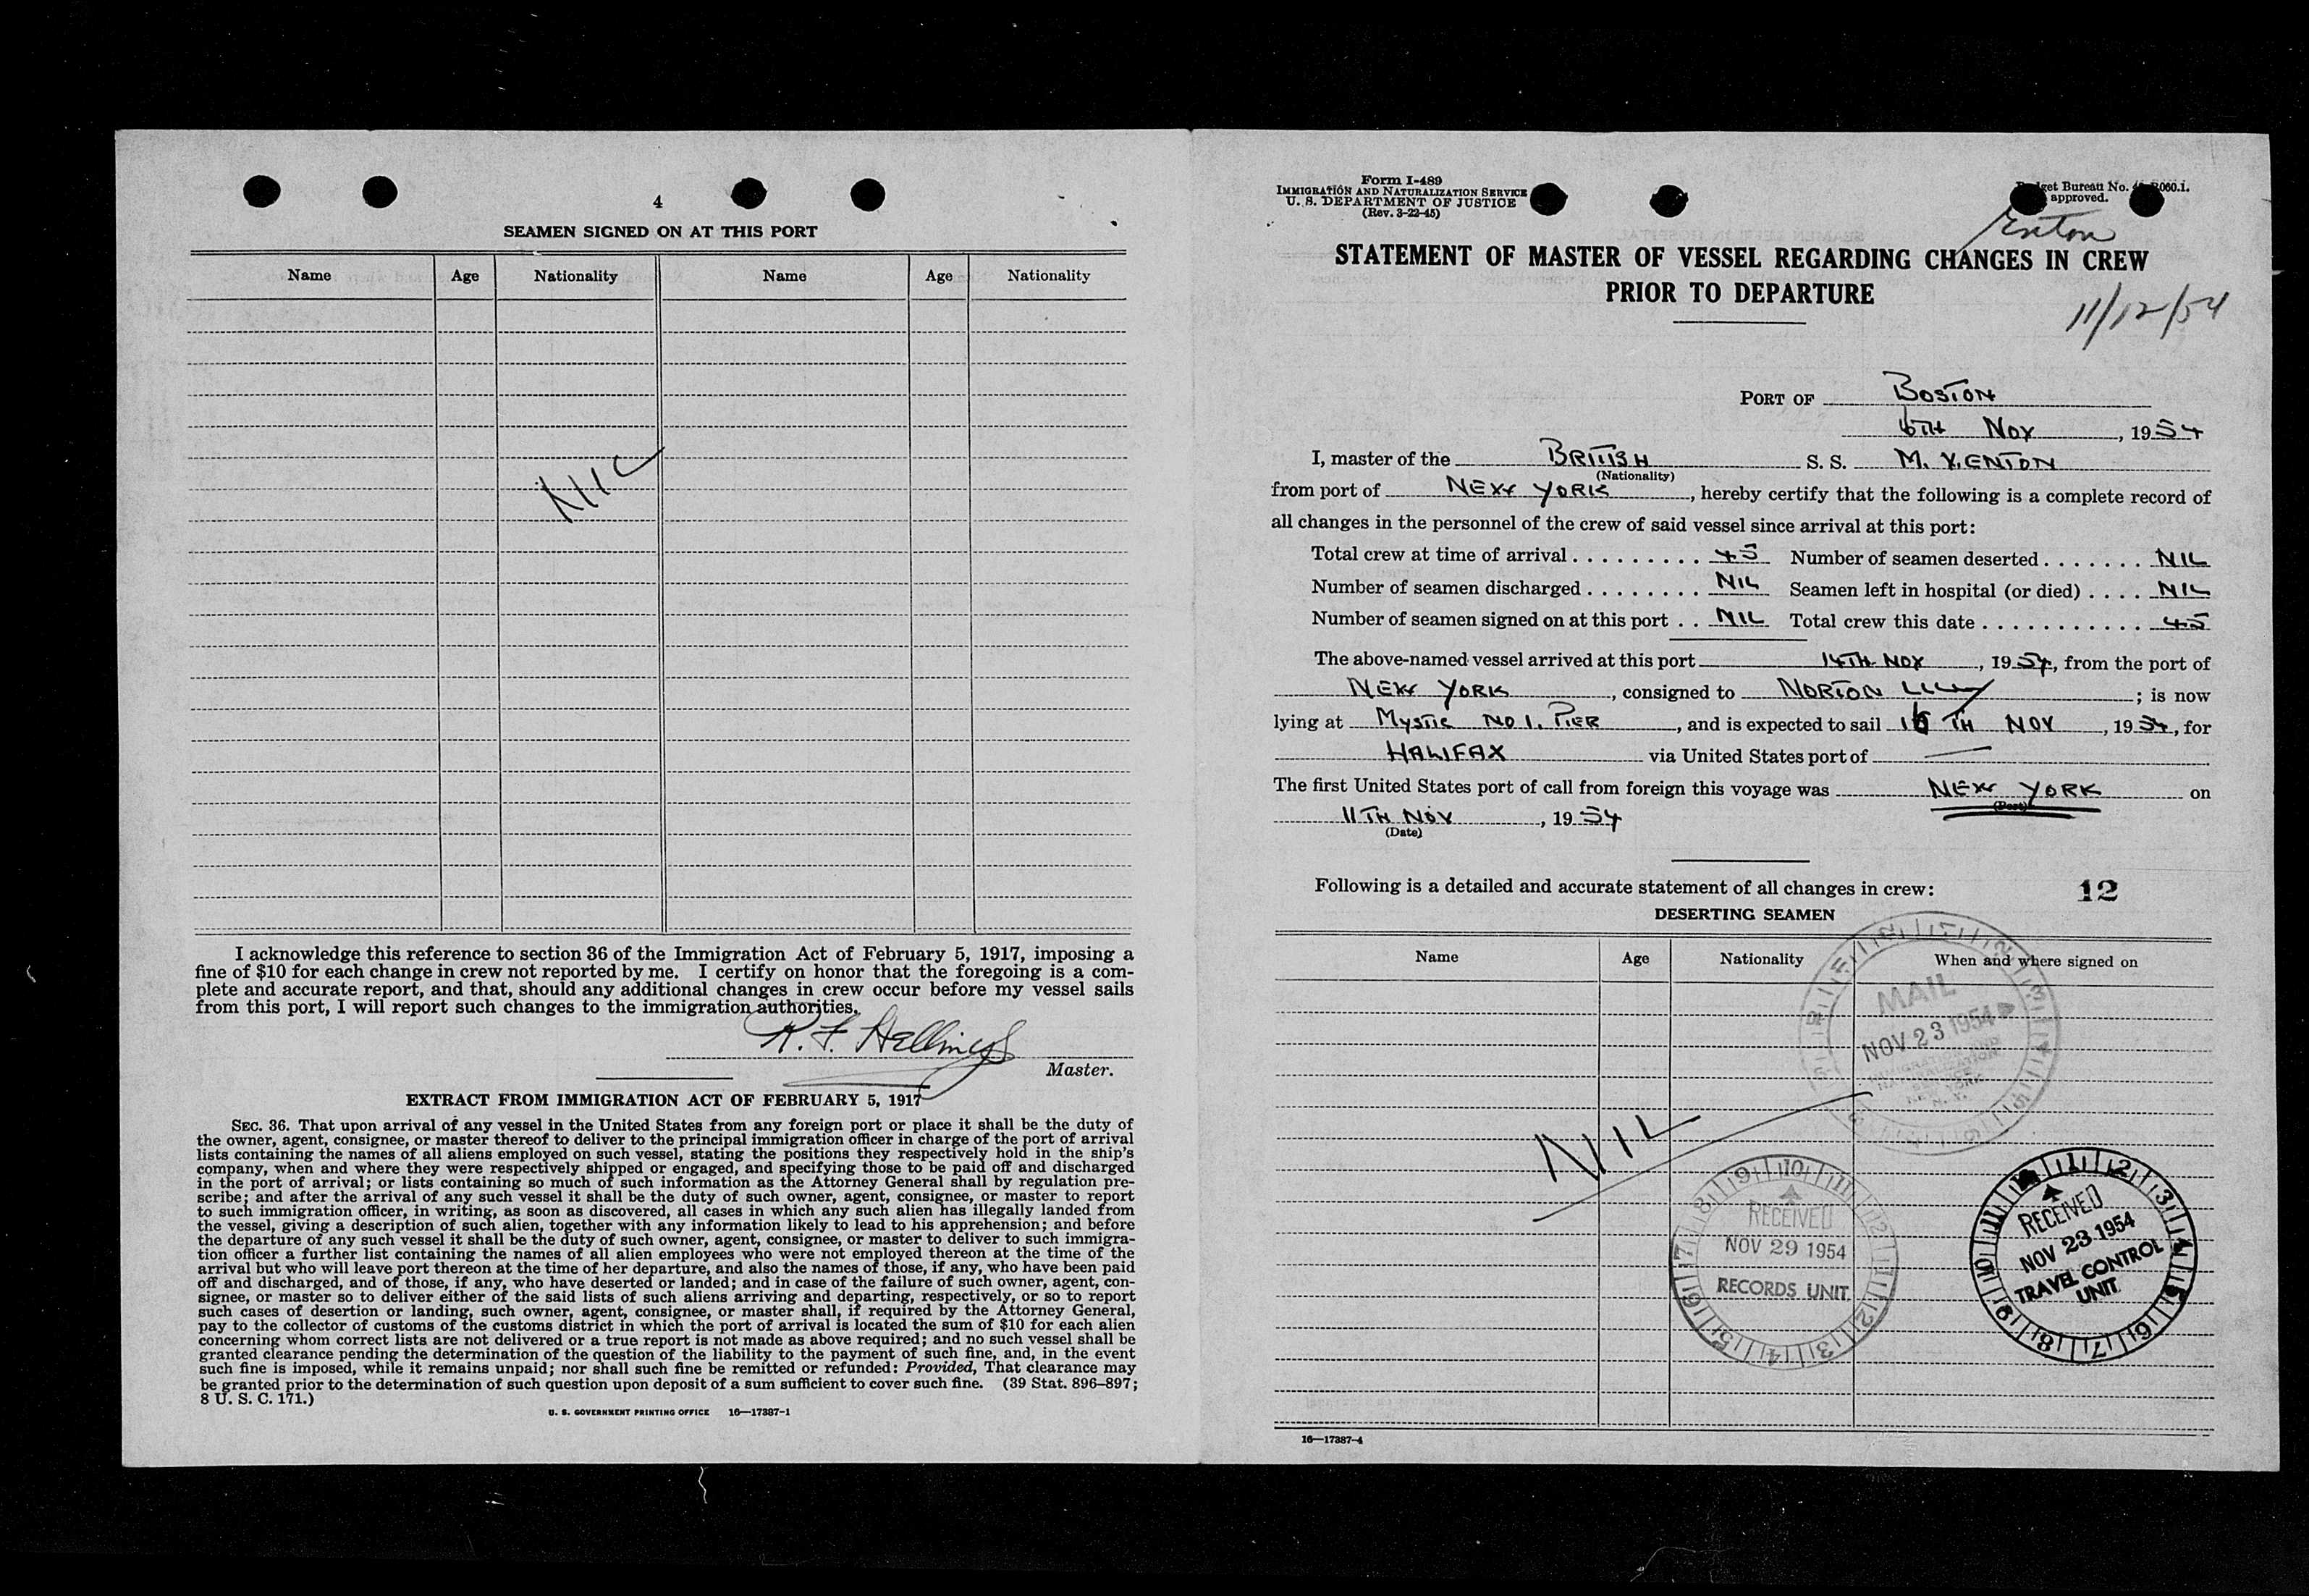 4
SEAMEN SIGNED ON AT THIS PORT
Name Age Nationality Name Age Nationality
NIL
I acknowledge this reference to section 36 of the Immigration Act of February 5, 1917, imposing a
fine of $10 for each change in crew not reported by me. I certify on honor that the foregoing is a com-
plete and accurate report, and that, should any additional changes in crew occur before my vessel sails
from this port, I will report such changes to the immigration authorities.
R. F. Hellings
Master.
EXTRACT FROM IMMIGRATION ACT OF FEBRUARY 5, 1917
SEC. 36. That upon arrival of any vessel in the United States from any foreign port or place it shall be the duty of
the owner, agent, consignee, or master thereof to deliver to the principal immigration officer in charge of the port of arrival
lists containing the names of all aliens employed on such vessel, stating the positions they respectively hold in the ship's
company, when and where they were respectively shipped or engaged, and specifying those to be paid off and discharged
in the port of arrival; or lists containing so much of such information as the Attorney General shall by regulation pre-
scribe; and after the arrival of any such vessel it shall be the duty of such owner, agent, consignee, or master to report
to such immigration officer, in writing, as soon as discovered, all cases in which any such alien has illegally landed from
the vessel, giving a description of such alien, together with any information likely to lead to his apprehension; and before
the departure of any such vessel it shall be the duty of such owner, agent, consignee, or master to deliver to such immigra-
tion officer a further list containing the names of all alien employees who were not employed thereon at the time of the
arrival but who will leave port thereon at the time of her departure, and also the names of those, if any, who have been paid
off and discharged, and of those, if any, who have deserted or landed; and in case of the failure of such owner, agent, con-
signee, or master so to deliver either of the said lists of such aliens arriving and departing, respectively, or so to report
such cases of desertion or landing, such owner, agent, consignee, or master shall, if required by the Attorney General,
pay to the collector of customs of the customs district in which the port of arrival is located the sum of $10 for each alien
concerning whom correct lists are not delivered or a true report is not made as above required; and no such vessel shall be
granted clearance pending the determination of the question of the liability to the payment of such fine, and, in the event
such fine is imposed, while it remains unpaid; nor shall such fine be remitted or refunded: Provided, That clearance may
be granted prior to the determination of such question upon deposit of a sum sufficient to cover such fine. (39 Stat. 896–897;
8 U. S. C. 171.)
U. S. GOVERNMENT PRINTING OFFICE 16—17387-1
Form I-489
IMMIGRATION AND NATURALIZATION SERVICE
U. S. DEPARTMENT OF JUSTICE
(Rev. 3-22-45)
get Bureau No. 060.1.
approved.
Enton
STATEMENT OF MASTER OF VESSEL REGARDING CHANGES IN CREW
PRIOR TO DEPARTURE
11/12/54
PORT OF BOSTON
16TH NOV, 1954
I, master of the BRITISH S. S. M. V. ENTON
(Nationality)
from port of NEW YORK, hereby certify that the following is a complete record of
all changes in the personnel of the crew of said vessel since arrival at this port:
Total crew at time of arrival 45 Number of seamen deserted NIL
Number of seamen discharged NIL Seamen left in hospital (or died) NIL
Number of seamen signed on at this port NIL Total crew this date 45
The above-named vessel arrived at this port 14TH NOV, 1954, from the port of
NEW YORK, consigned to NORTON LILLY; is now
lying at MYSTIC NO 1. PIER, and is expected to sail 16TH NOV, 1954, for
HALIFAX via United States port of —
The first United States port of call from foreign this voyage was NEW YORK on
(Port)
11TH NOV, 1954
(Date)
Following is a detailed and accurate statement of all changes in crew: 12
DESERTING SEAMEN
Name Age Nationality When and where signed on
MAIL
NOV 23 1954
NIL
RECEIVED
NOV 29 1954
RECORDS UNIT
RECEIVED
NOV 23 1954
TRAVEL CONTROL
UNIT
16—17387-4